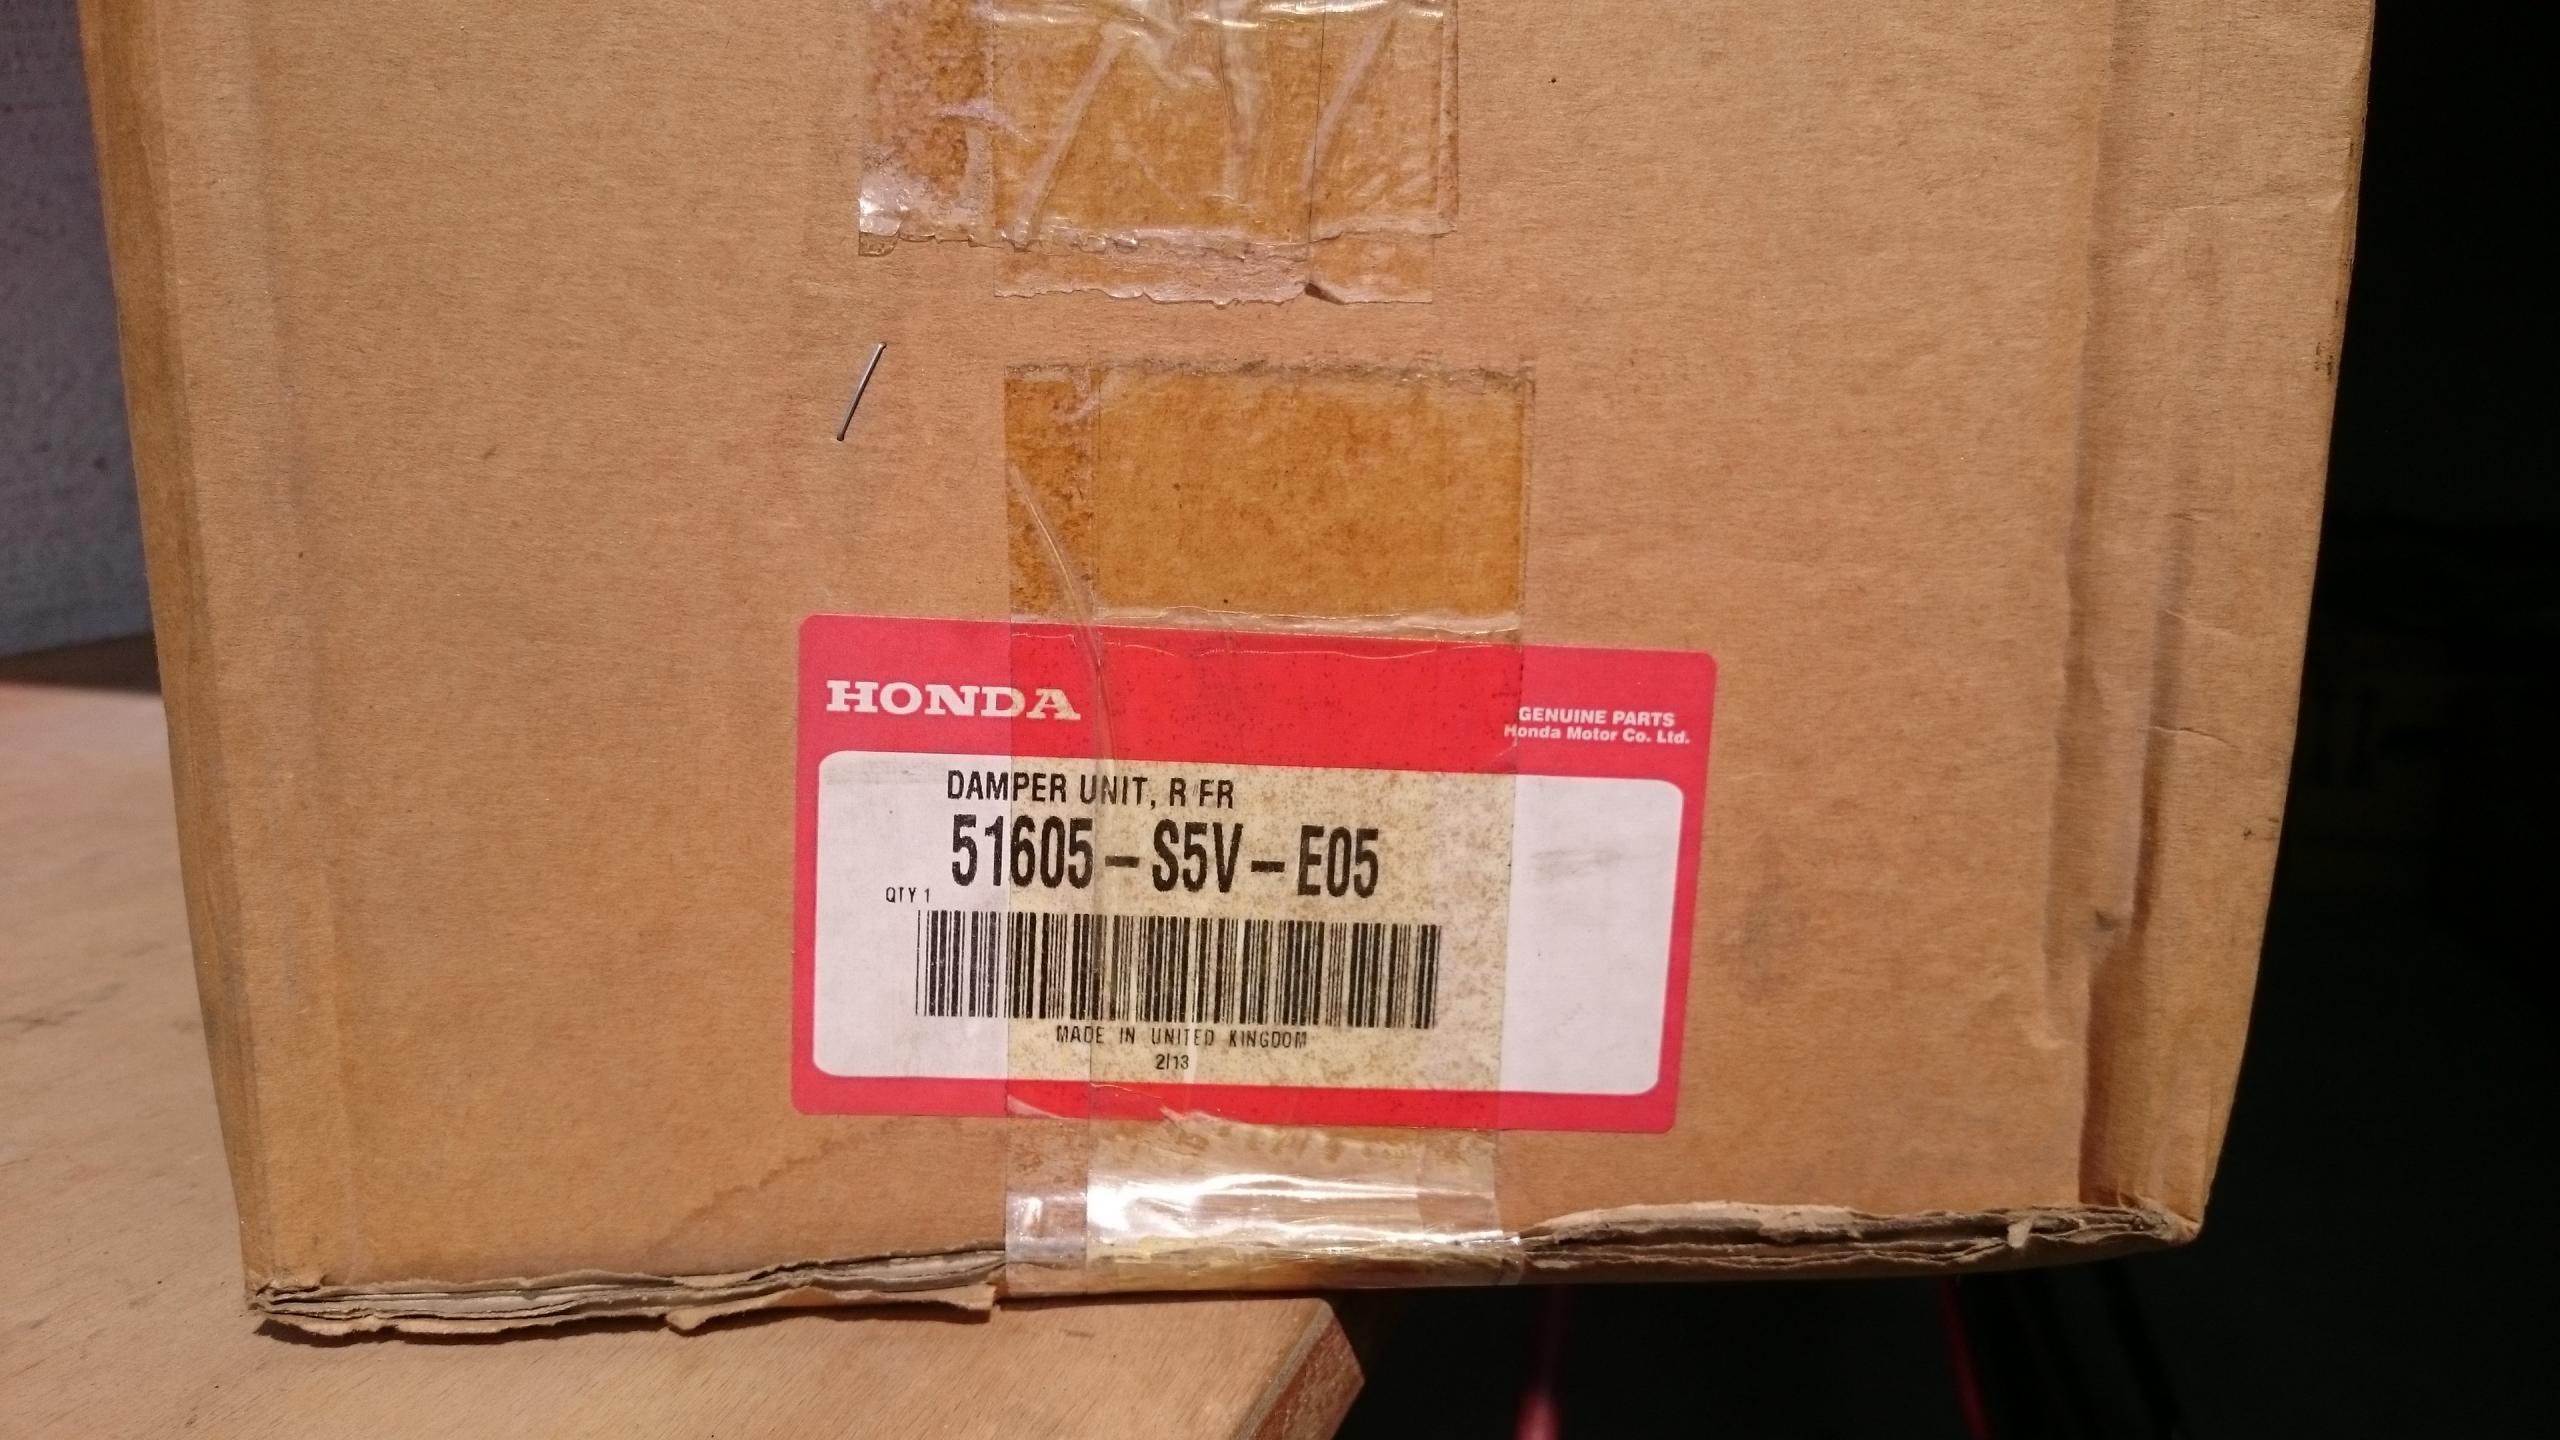 HONDA
GENUINE PARTS
Honda Motor Co. Ltd.
DAMPER UNIT, R FR
51605-S5V-E05
QTY 1
MADE IN UNITED KINGDOM
2/13